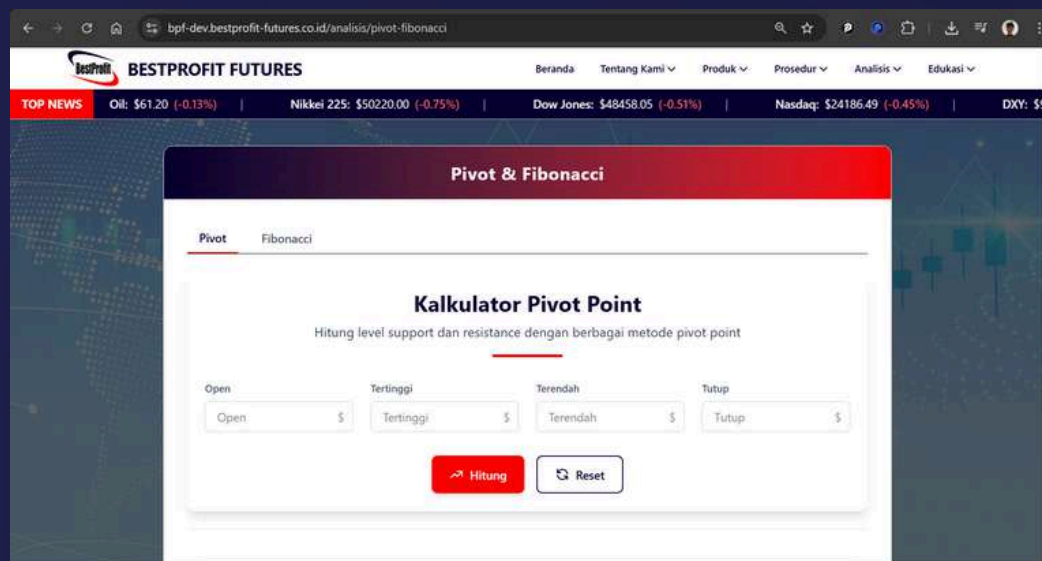 bpf-dev.bestprofit-futures.co.id/analisis/pivot-fibonacci
BestProfit BESTPROFIT FUTURES Beranda Tentang Kami Produk Prosedur Analisis Edukasi
TOP NEWS Oil: $61.20 (-0.13%) | Nikkei 225: $50220.00 (-0.75%) | Dow Jones: $48458.05 (-0.51%) | Nasdaq: $24186.49 (-0.45%) | DXY:
Pivot & Fibonacci
Pivot Fibonacci
Kalkulator Pivot Point
Hitung level support dan resistance dengan berbagai metode pivot point
Open Tertinggi Terendah Tutup
Open $ Tertinggi $ Terendah $ Tutup $
Hitung Reset